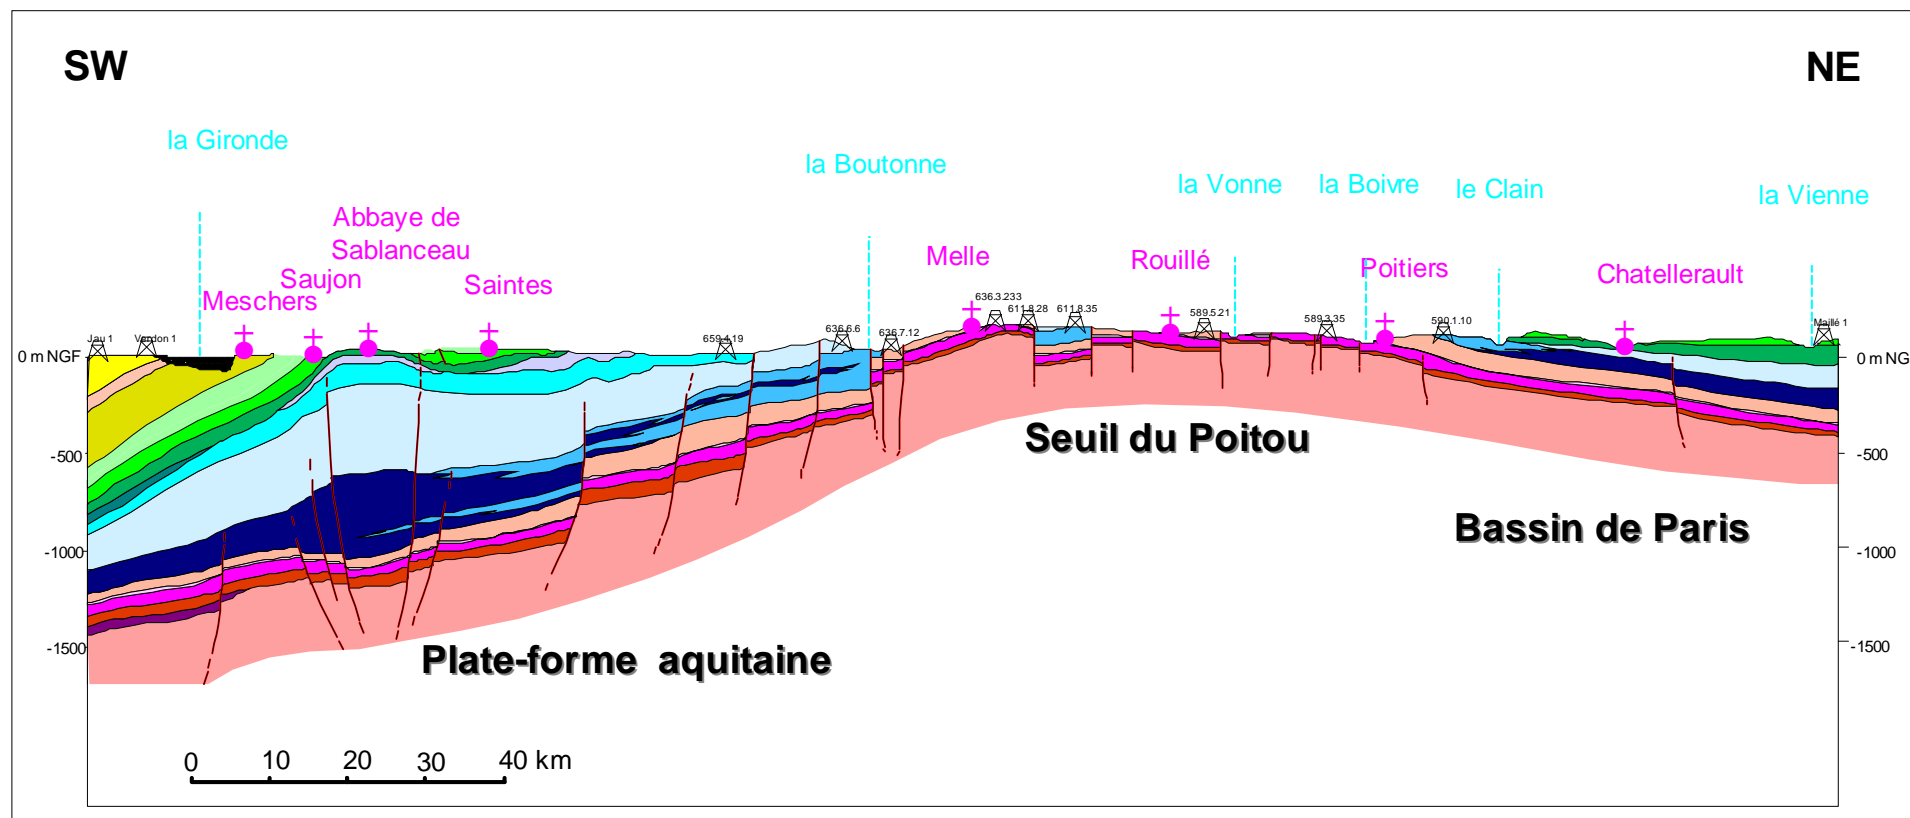 SW
NE
la Gironde
la Boutonne
la Vonne
la Boivre
le Clain
la Vienne
Abbaye de
Sablanceau
Saujon
Meschers
Saintes
Melle
Rouillé
Poitiers
Chatellerault
Jau 1
Verdon 1
659.4.19
636.6.6
636.7.12
636.3.233
611.8.28
611.8.35
589.5.21
589.3.35
590.1.10
Maillé 1
0 m NGF
0 m NG
-500
-500
-1000
-1000
-1500
-1500
Seuil du Poitou
Bassin de Paris
Plate-forme aquitaine
0 10 20 30 40 km